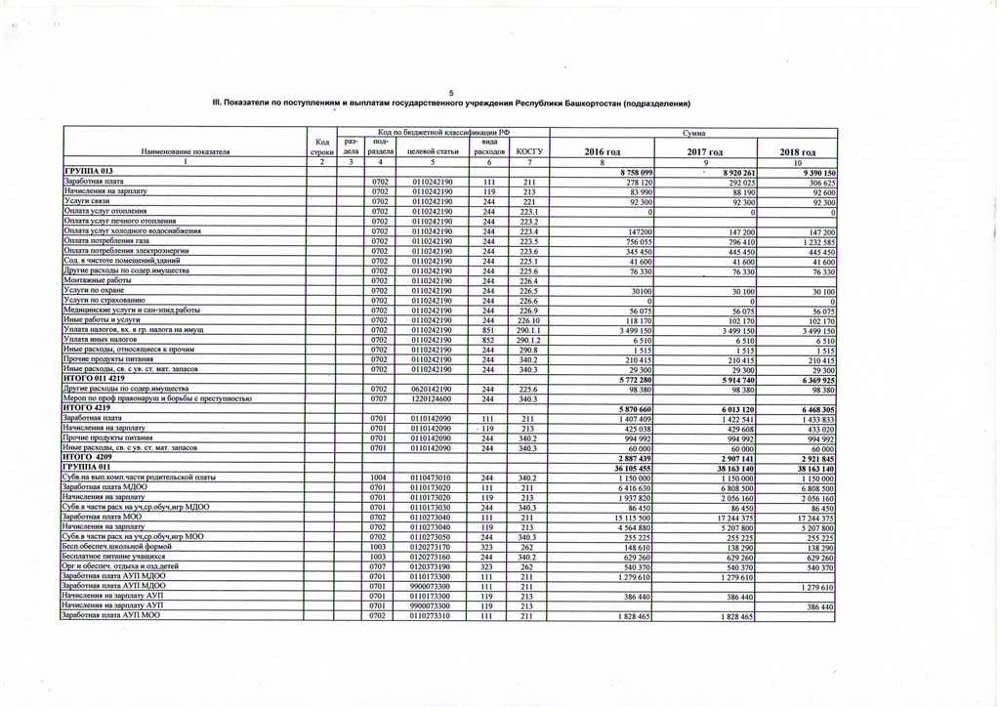 5
III. Показатели по поступлениям и выплатам государственного учреждения Республики Башкортостан (подразделения)
Наименование показателя Код строки Код по бюджетной классификации РФ Сумма
раз-дела под-раздела целевой статьи вида расходов КОСГУ 2016 год 2017 год 2018 год
1 2 3 4 5 6 7 8 9 10
ГРУППА 013 8 758 099 8 920 261 9 390 150
Заработная плата 0702 0110242190 111 211 278 120 292 025 306 625
Начисления на зарплату 0702 0110242190 119 213 83 990 88 190 92 600
Услуги связи 0702 0110242190 244 221 92 300 92 300 92 300
Оплата услуг отопления 0702 0110242190 244 223.1 0 0 0
Оплата услуг печного отопления 0702 0110242190 244 223.2
Оплата услуг холодного водоснабжения 0702 0110242190 244 223.4 147200 147 200 147 200
Оплата потребления газа 0702 0110242190 244 223.5 756 055 796 410 1 232 585
Оплата потребления электроэнергии 0702 0110242190 244 223.6 345 450 445 450 445 450
Сод. в чистоте помещений,зданий 0702 0110242190 244 225.1 41 600 41 600 41 600
Другие расходы по содер.имущества 0702 0110242190 244 225.6 76 330 76 330 76 330
Монтажные работы 0702 0110242190 244 226.4
Услуги по охране 0702 0110242190 244 226.5 30100 30 100 30 100
Услуги по страхованию 0702 0110242190 244 226.6 0 0 0
Медицинские услуги и сан-эпид.работы 0702 0110242190 244 226.9 56 075 56 075 56 075
Иные работы и услуги 0702 0110242190 244 226.10 118 170 102 170 102 170
Уплата налогов, вх. в гр. налога на имущ 0702 0110242190 851 290.1.1 3 499 150 3 499 150 3 499 150
Уплата иных налогов 0702 0110242190 852 290.1.2 6 510 6 510 6 510
Иные расходы, относящиеся к прочим 0702 0110242190 244 290.8 1 515 1 515 1 515
Прочие продукты питания 0702 0110242190 244 340.2 210 415 210 415 210 415
Иные расходы, св. с ув. ст. мат. запасов 0702 0110242190 244 340.3 29 300 29 300 29 300
ИТОГО 011 4219 5 772 280 5 914 740 6 369 925
Другие расходы по содер.имущества 0702 0620142190 244 225.6 98 380 98 380 98 380
Мероп по проф правонаруш и борьбы с преступностью 0707 1220124600 244 340.3
ИТОГО 4219 5 870 660 6 013 120 6 468 305
Заработная плата 0701 0110142090 111 211 1 407 409 1 422 541 1 433 833
Начисления на зарплату 0701 0110142090 119 213 425 038 429 608 433 020
Прочие продукты питания 0701 0110142090 244 340.2 994 992 994 992 994 992
Иные расходы, св. с ув. ст. мат. запасов 0701 0110142090 244 340.3 60 000 60 000 60 000
ИТОГО 4209 2 887 439 2 907 141 2 921 845
ГРУППА 011 36 105 455 38 163 140 38 163 140
Субв.на вып.комп.части родительской платы 1004 0110473010 244 340.2 1 150 000 1 150 000 1 150 000
Заработная плата МДОО 0701 0110173020 111 211 6 416 630 6 808 500 6 808 500
Начисления на зарплату 0701 0110173020 119 213 1 937 820 2 056 160 2 056 160
Субв.в части расх на уч,ср.обуч,игр МДОО 0701 0110173030 244 340.3 86 450 86 450 86 450
Заработная плата МОО 0702 0110273040 111 211 15 115 500 17 244 375 17 244 375
Начисления на зарплату 0702 0110273040 119 213 4 564 880 5 207 800 5 207 800
Субв.в части расх на уч,ср.обуч,игр МОО 0702 0110273050 244 340.3 255 225 255 225 255 225
Бесп.обеспеч.школьной формой 1003 0120273170 323 262 148 610 138 290 138 290
Бесплатное питание учащихся 1003 0120273160 244 340.2 629 260 629 260 629 260
Орг и обеспеч. отдыха и озд.детей 0707 0120373190 323 262 540 370 540 370 540 370
Заработная плата АУП МДОО 0701 0110173300 111 211 1 279 610 1 279 610
Заработная плата АУП МДОО 0701 9900073300 111 211 1 279 610
Начисления на зарплату АУП 0701 0110173300 119 213 386 440 386 440
Начисления на зарплату АУП 0701 9900073300 119 213 386 440
Заработная плата АУП МОО 0702 0110273310 111 211 1 828 465 1 828 465